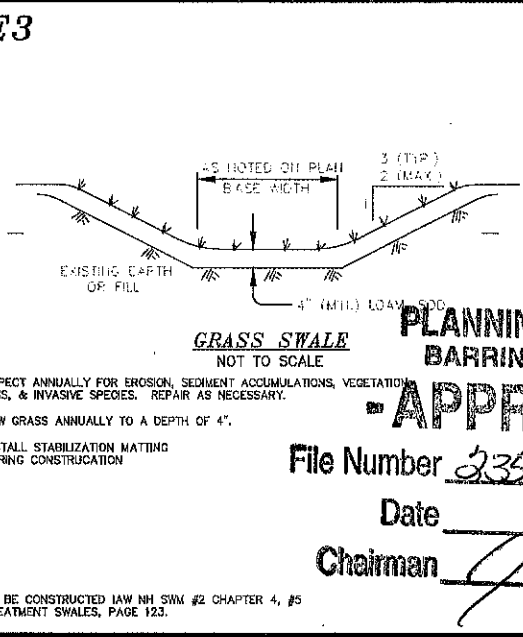 E3
AS NOTED ON PLAN
BASE WIDTH
3 (TYP.)
2 (MAX.)
1
EXISTING EARTH
OR FILL
4" (MIN.) LOAM, SOD
GRASS SWALE
NOT TO SCALE
PECT ANNUALLY FOR EROSION, SEDIMENT ACCUMULATIONS, VEGETATION
S, & INVASIVE SPECIES. REPAIR AS NECESSARY.
W GRASS ANNUALLY TO A DEPTH OF 4".
TALL STABILIZATION MATTING
RING CONSTRUCATION
PLANNIN
BARRIN
- APPR
File Number 235
Date
Chairman
BE CONSTRUCTED IAW NH SWM #2 CHAPTER 4, #5
EATMENT SWALES, PAGE 123.